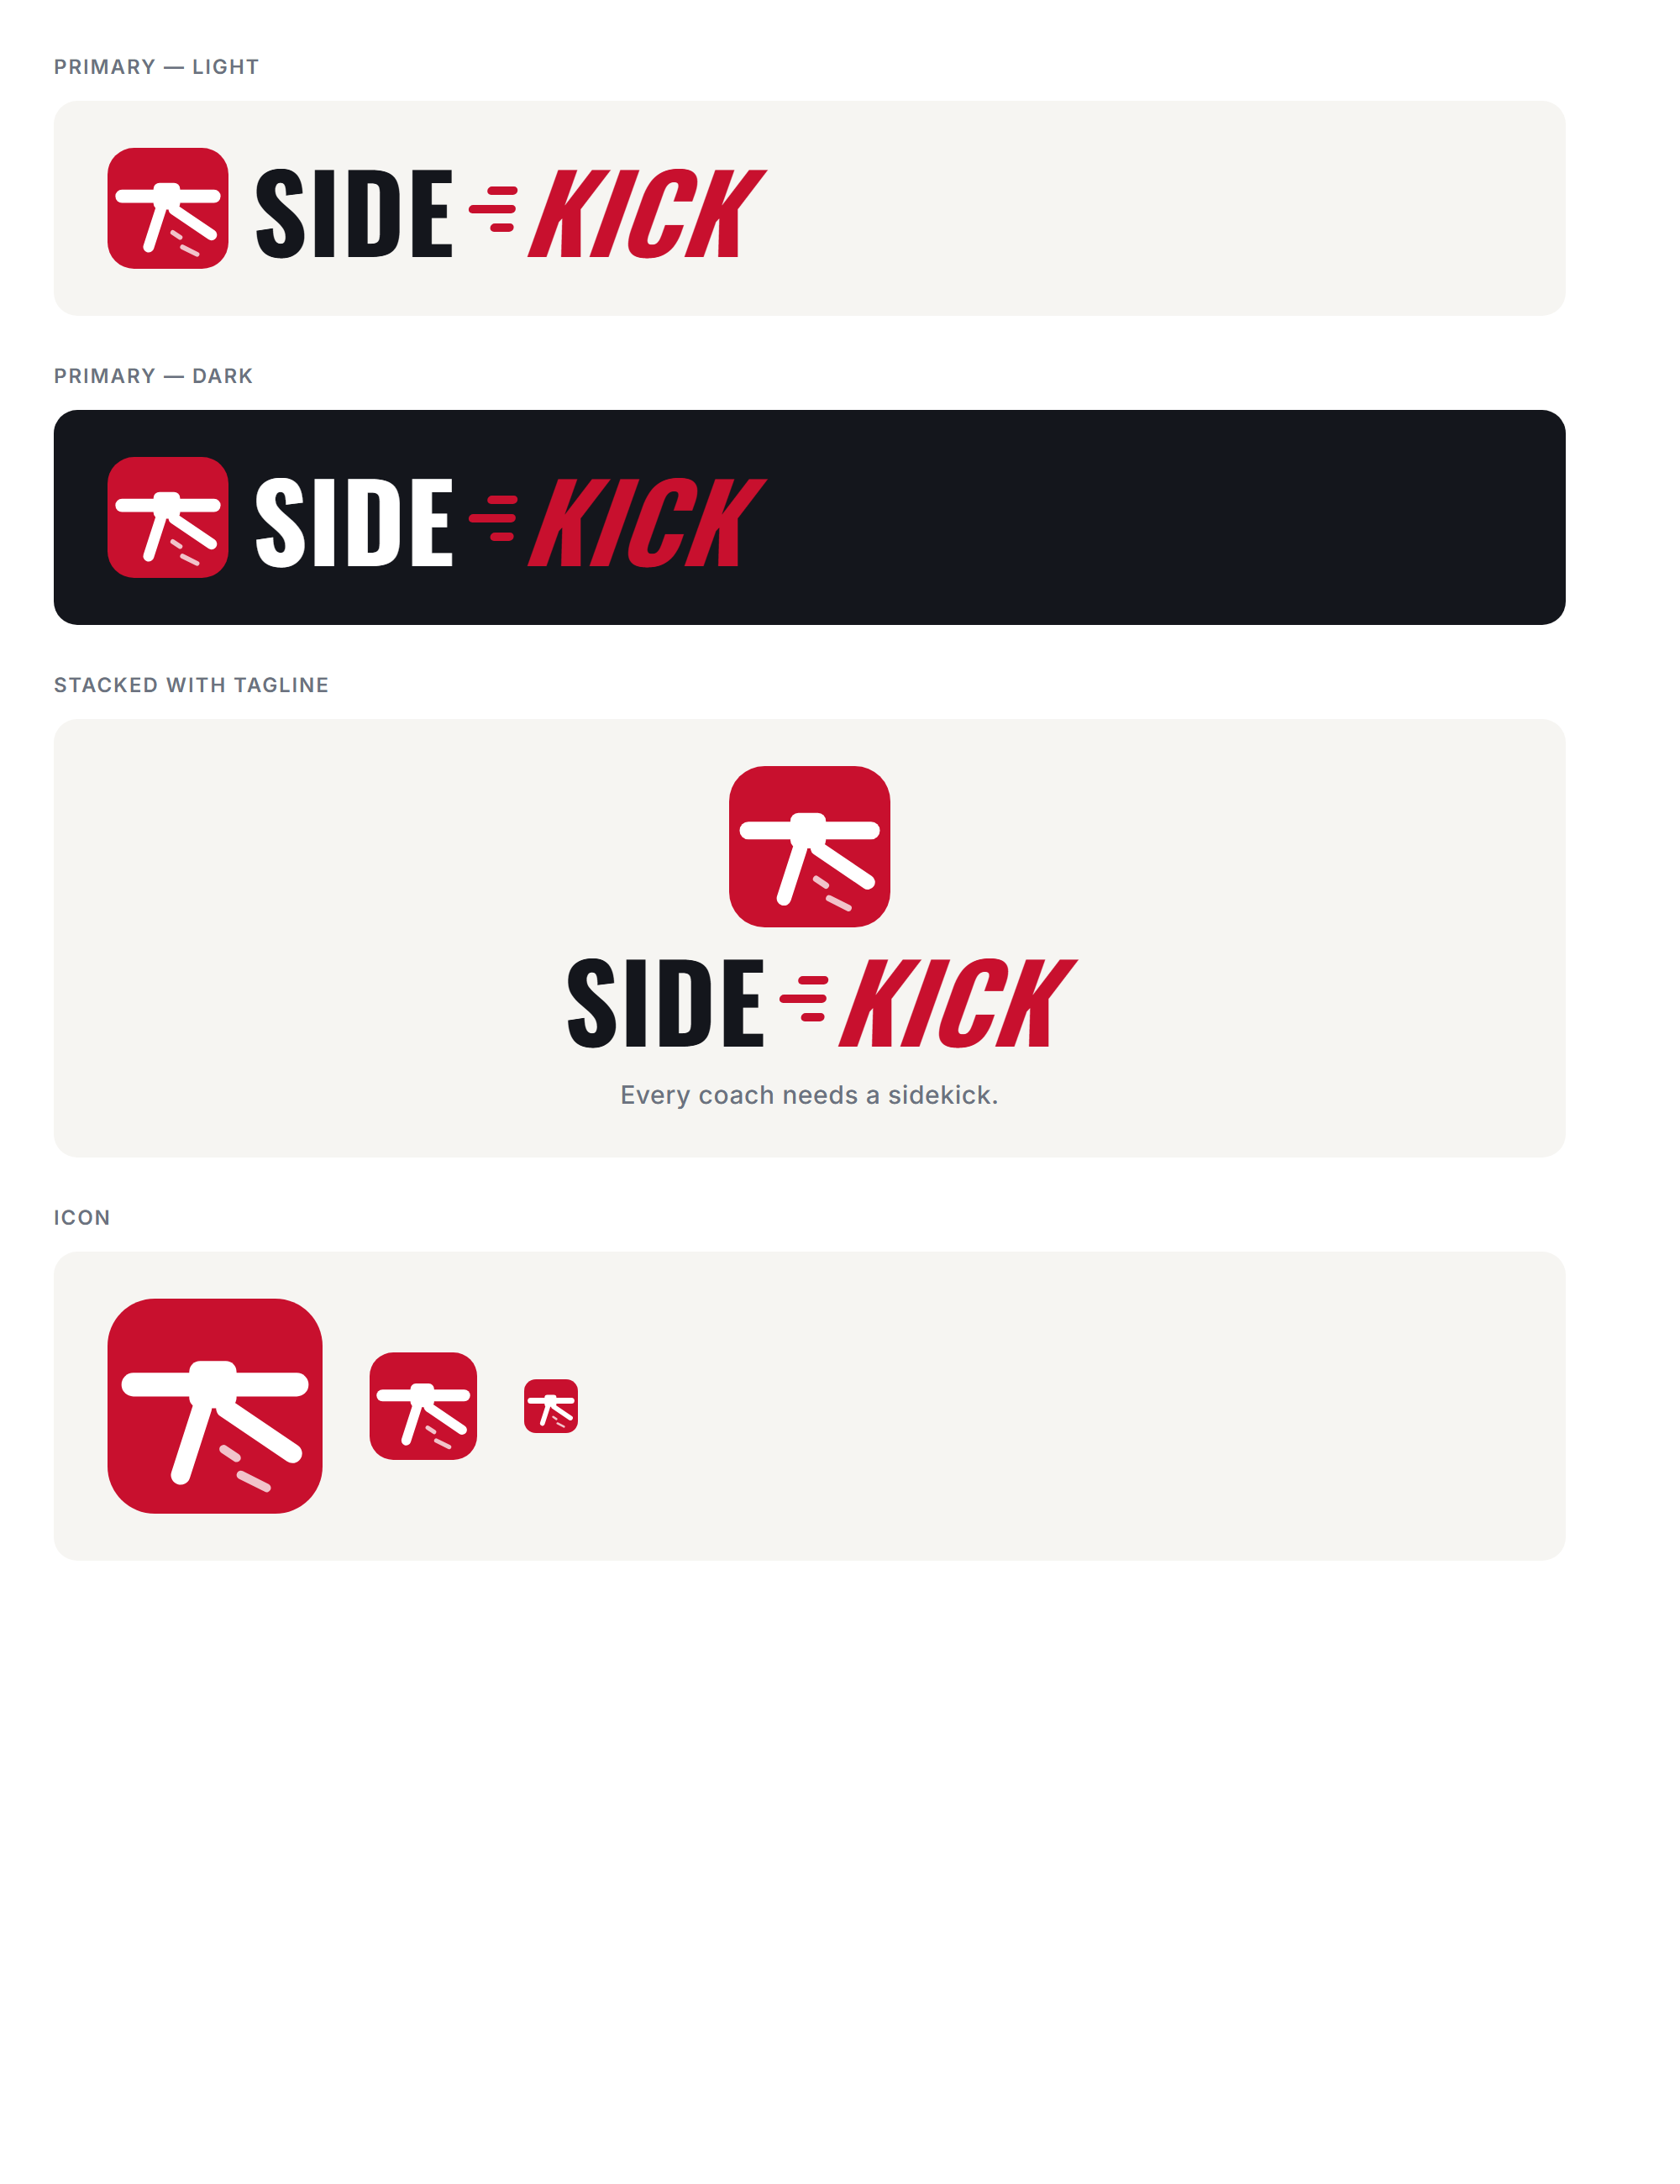 PRIMARY — LIGHT
SIDE KICK
PRIMARY — DARK
SIDE KICK
STACKED WITH TAGLINE
SIDE KICK
Every coach needs a sidekick.
ICON